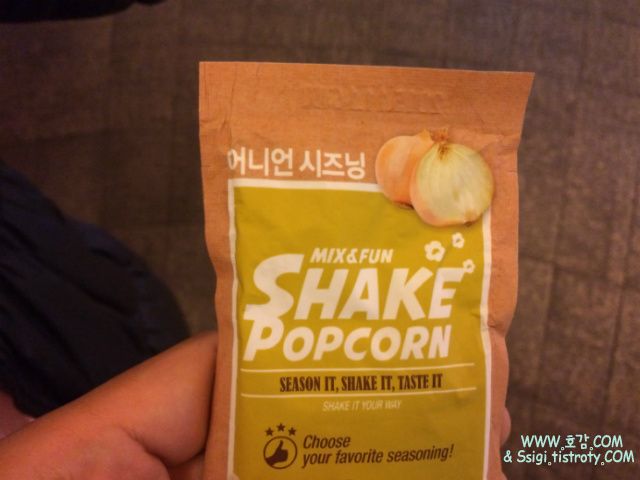 어니언 시즈닝
MIX&FUN
SHAKE
POPCORN
SEASON IT, SHAKE IT, TASTE IT
SHAKE IT YOUR WAY
Choose
your favorite seasoning!
WWW.호감.COM
& Ssigi.tistroty.COM